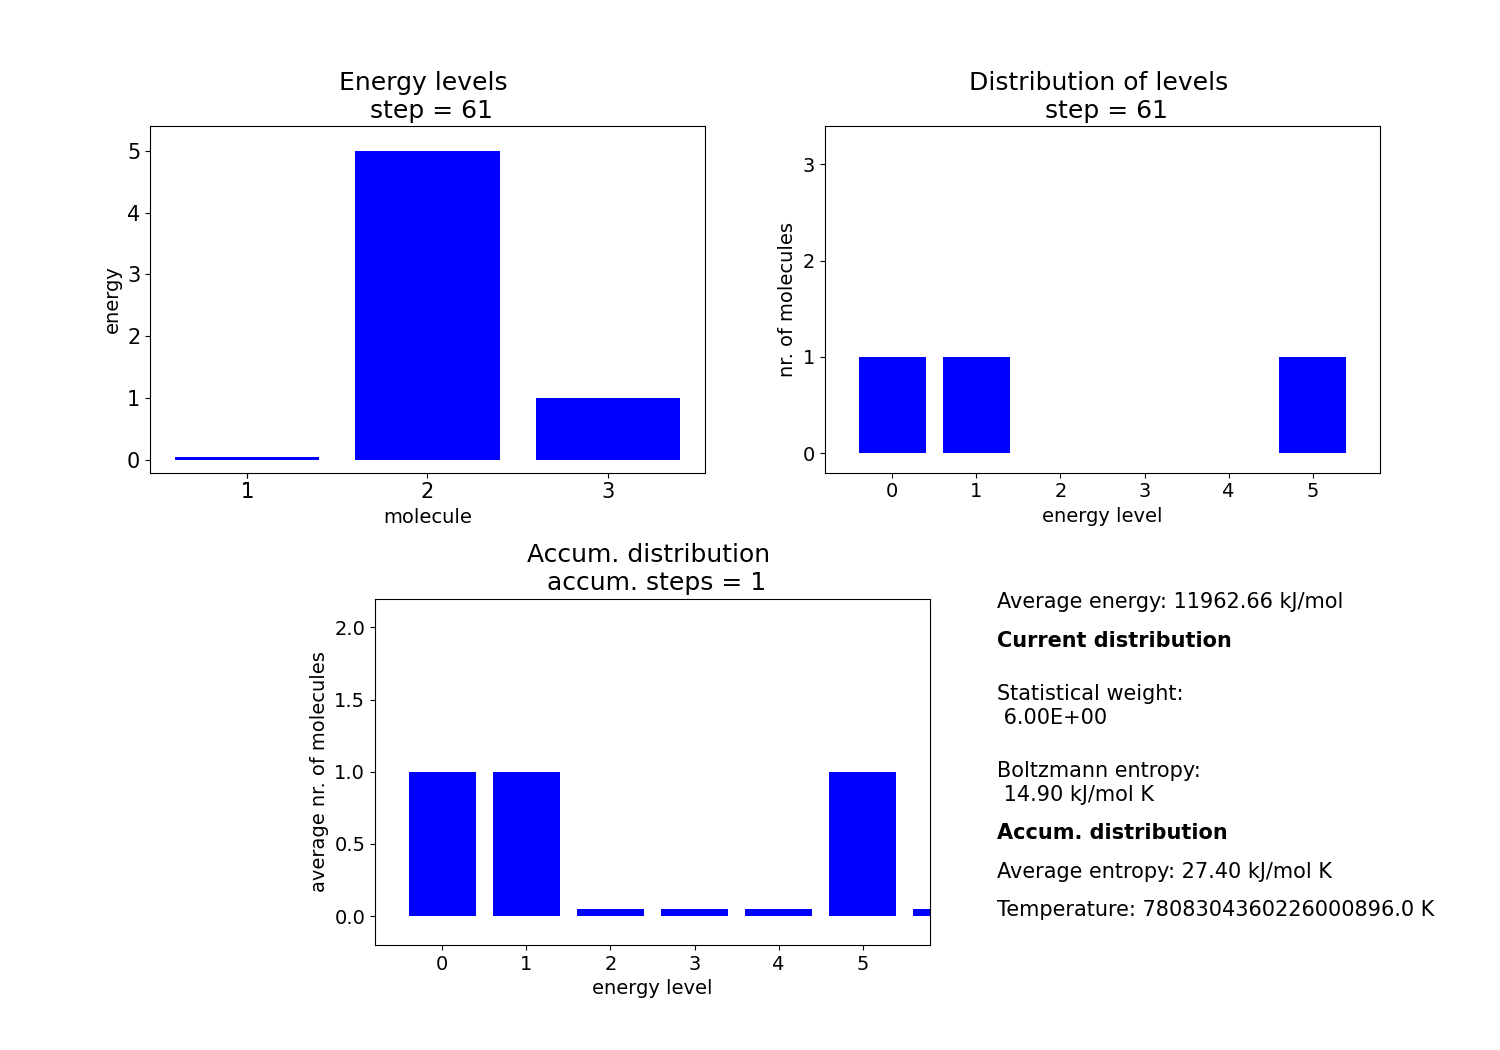 Energy levels
step = 61
5
4
3
2
1
0
energy
1 2 3
molecule
Distribution of levels
step = 61
3
2
1
0
nr. of molecules
0 1 2 3 4 5
energy level
Accum. distribution
accum. steps = 1
2.0
1.5
1.0
0.5
0.0
average nr. of molecules
0 1 2 3 4 5
energy level
Average energy: 11962.66 kJ/mol
Current distribution
Statistical weight:
6.00E+00
Boltzmann entropy:
14.90 kJ/mol K
Accum. distribution
Average entropy: 27.40 kJ/mol K
Temperature: 7808304360226000896.0 K